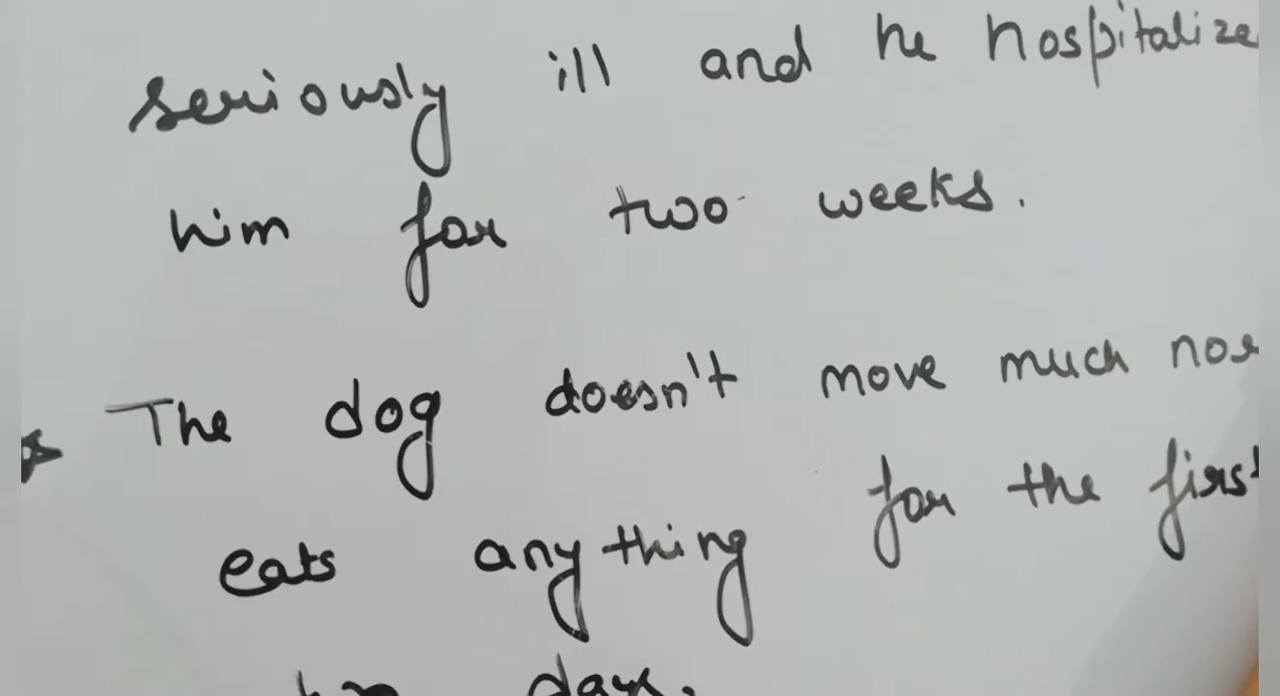 seriously ill and he hospitalize
him for two weeks.
The dog doesn't move much nor
eats anything for the first
days.